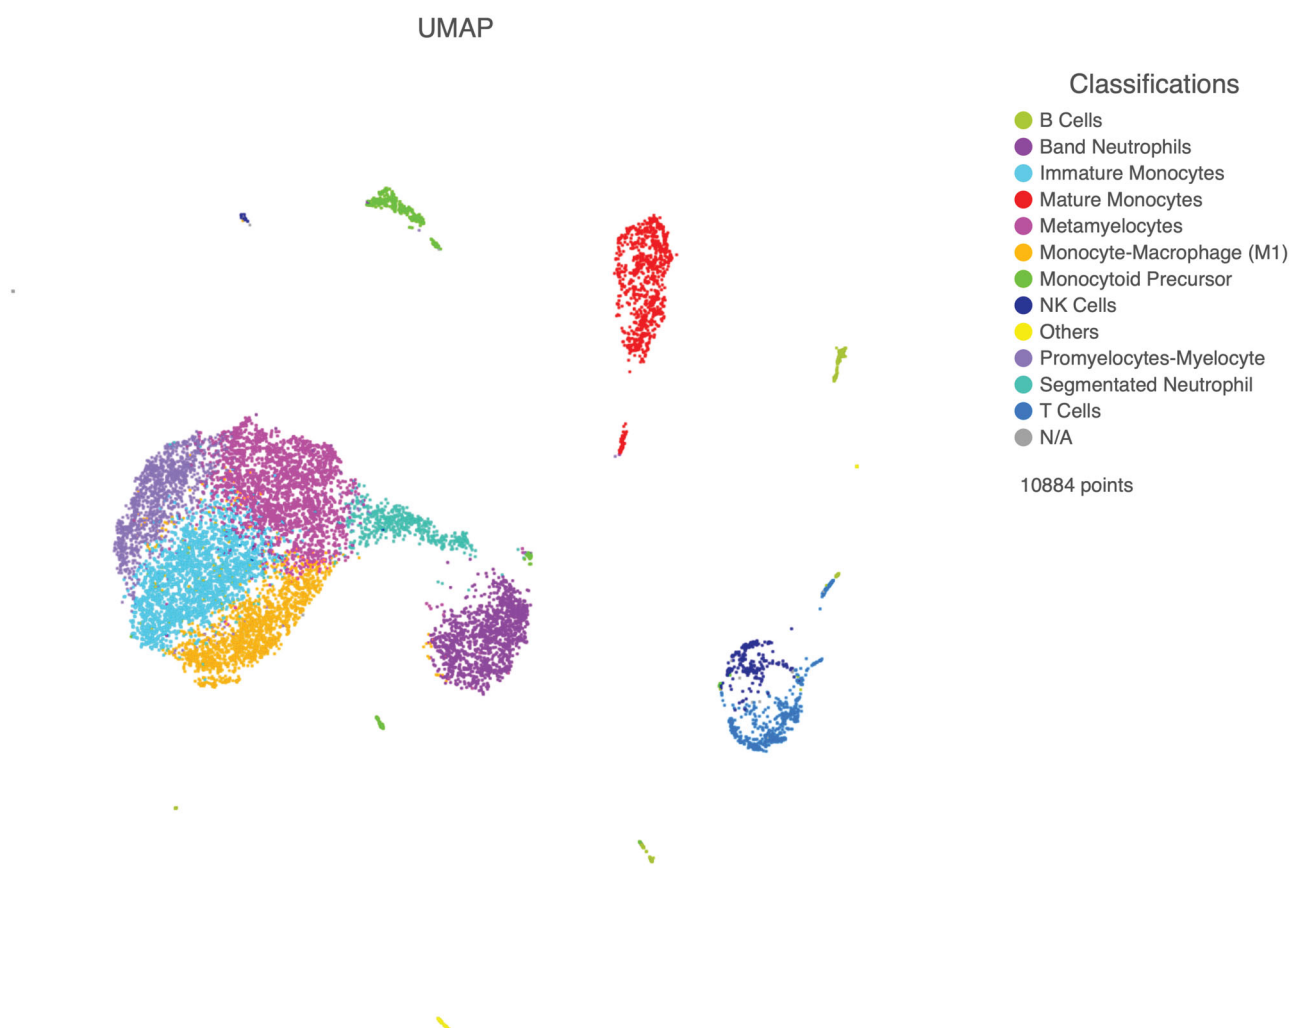 UMAP
Classifications
B Cells
Band Neutrophils
Immature Monocytes
Mature Monocytes
Metamyelocytes
Monocyte-Macrophage (M1)
Monocytoid Precursor
NK Cells
Others
Promyelocytes-Myelocyte
Segmentated Neutrophil
T Cells
N/A
10884 points